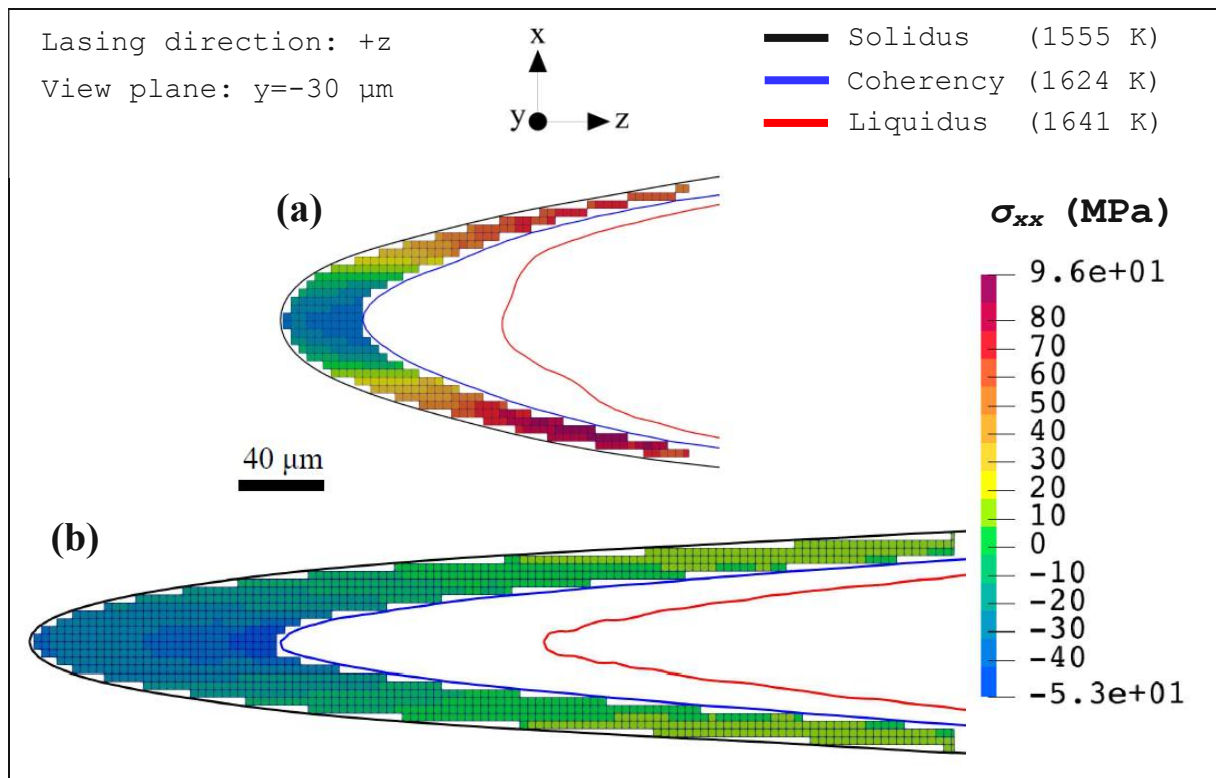 Lasing direction: +z
View plane: y=-30 μm
x
y
z
Solidus (1555 K)
Coherency (1624 K)
Liquidus (1641 K)
(a)
40 μm
(b)
σxx (MPa)
9.6e+01
80
70
60
50
40
30
20
10
0
-10
-20
-30
-40
-5.3e+01